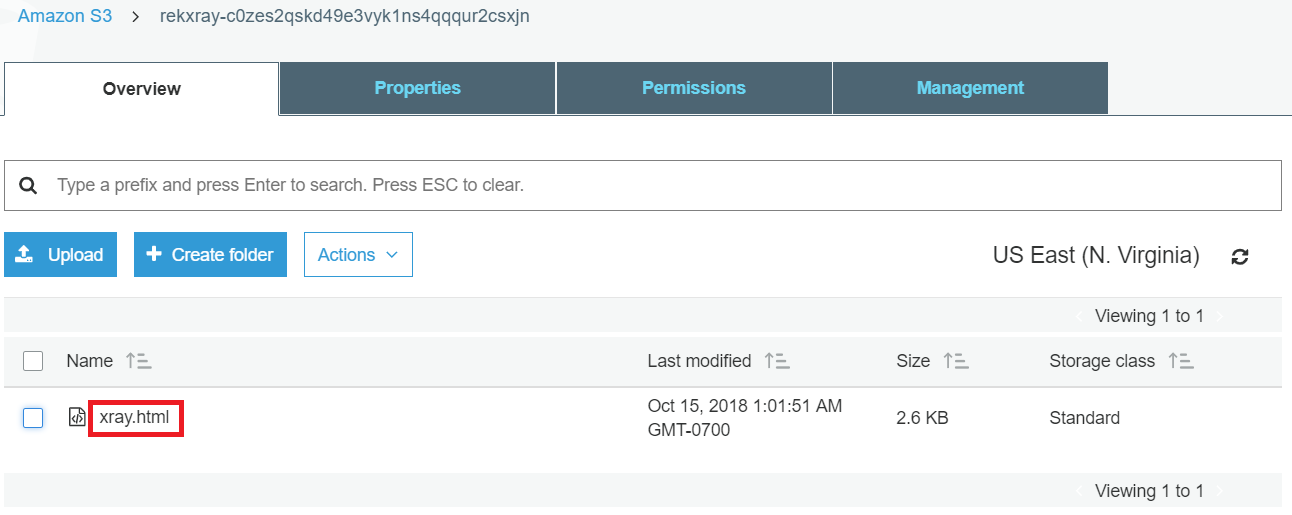 Amazon S3 > rekxray-c0zes2qskd49e3vyk1ns4qqqur2csxjn
Overview Properties Permissions Management
Type a prefix and press Enter to search. Press ESC to clear.
Upload Create folder Actions US East (N. Virginia)
Viewing 1 to 1
Name Last modified Size Storage class
xray.html Oct 15, 2018 1:01:51 AM 2.6 KB Standard
GMT-0700
Viewing 1 to 1